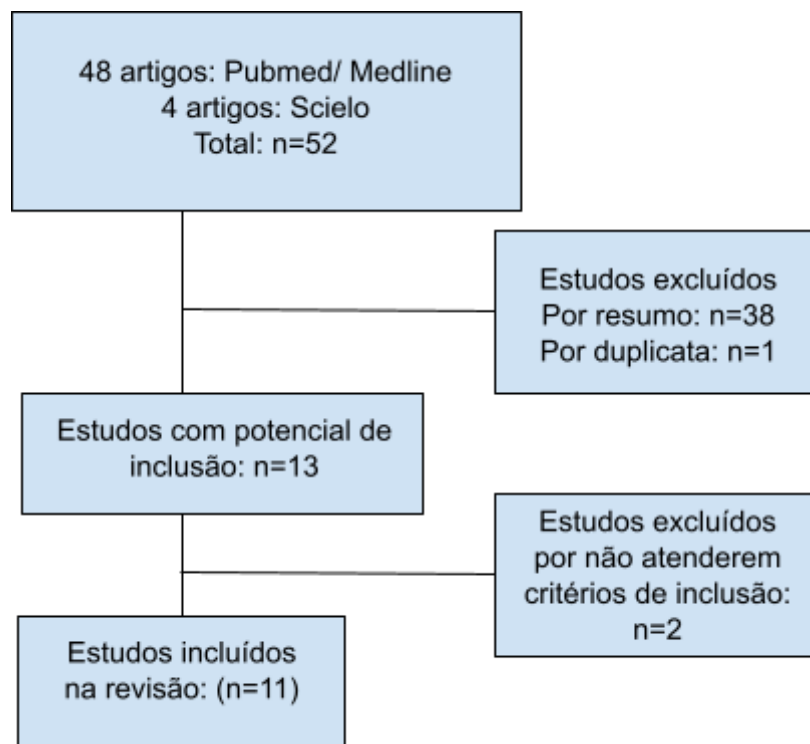 48 artigos: Pubmed/ Medline
4 artigos: Scielo
Total: n=52
Estudos excluídos
Por resumo: n=38
Por duplicata: n=1
Estudos com potencial de
inclusão: n=13
Estudos excluídos
por não atenderem
critérios de inclusão:
n=2
Estudos incluídos
na revisão: (n=11)